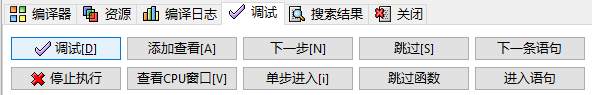 编译器 资源 编译日志 调试 搜索结果 关闭
调试[D] 添加查看[A] 下一步[N] 跳过[S] 下一条语句
停止执行 查看CPU窗口[V] 单步进入[i] 跳过函数 进入语句